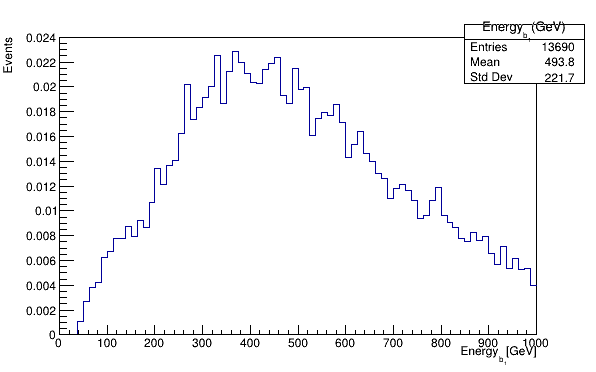 Energy_b_1(GeV)
Entries 13690
Mean 493.8
Std Dev 221.7
Events
0.024
0.022
0.02
0.018
0.016
0.014
0.012
0.01
0.008
0.006
0.004
0.002
0
0 100 200 300 400 500 600 700 800 900 1000
Energy_b_1[GeV]